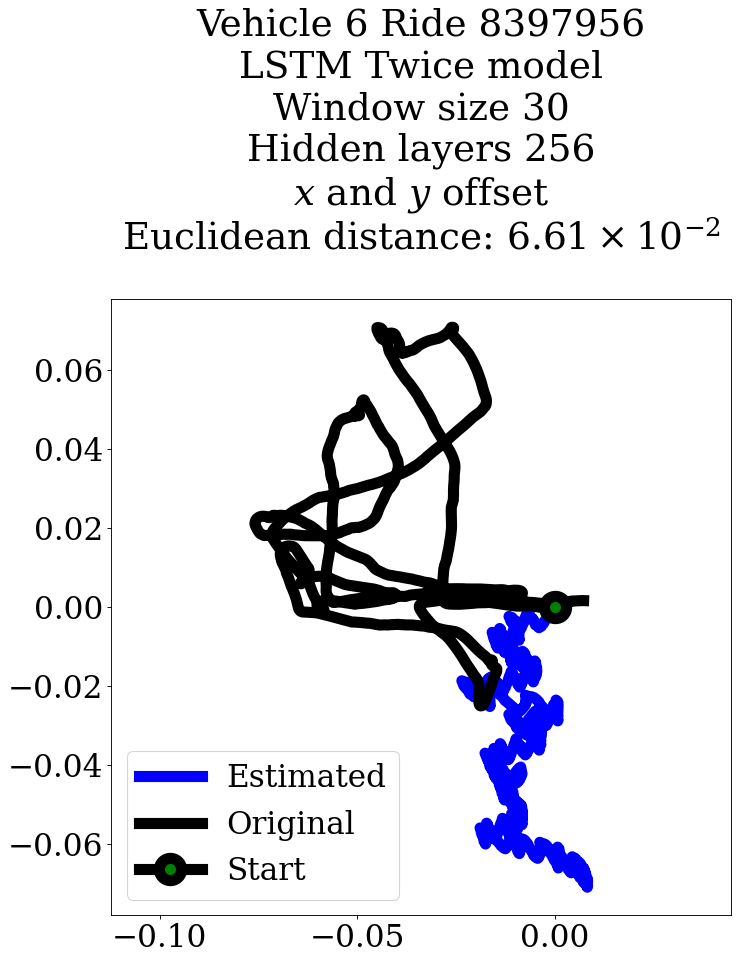 Vehicle 6 Ride 8397956
LSTM Twice model
Window size 30
Hidden layers 256
x and y offset
Euclidean distance: 6.61 × 10⁻²
0.06
0.04
0.02
0.00
−0.02
−0.04
−0.06
Estimated
Original
Start
−0.10
−0.05
0.00